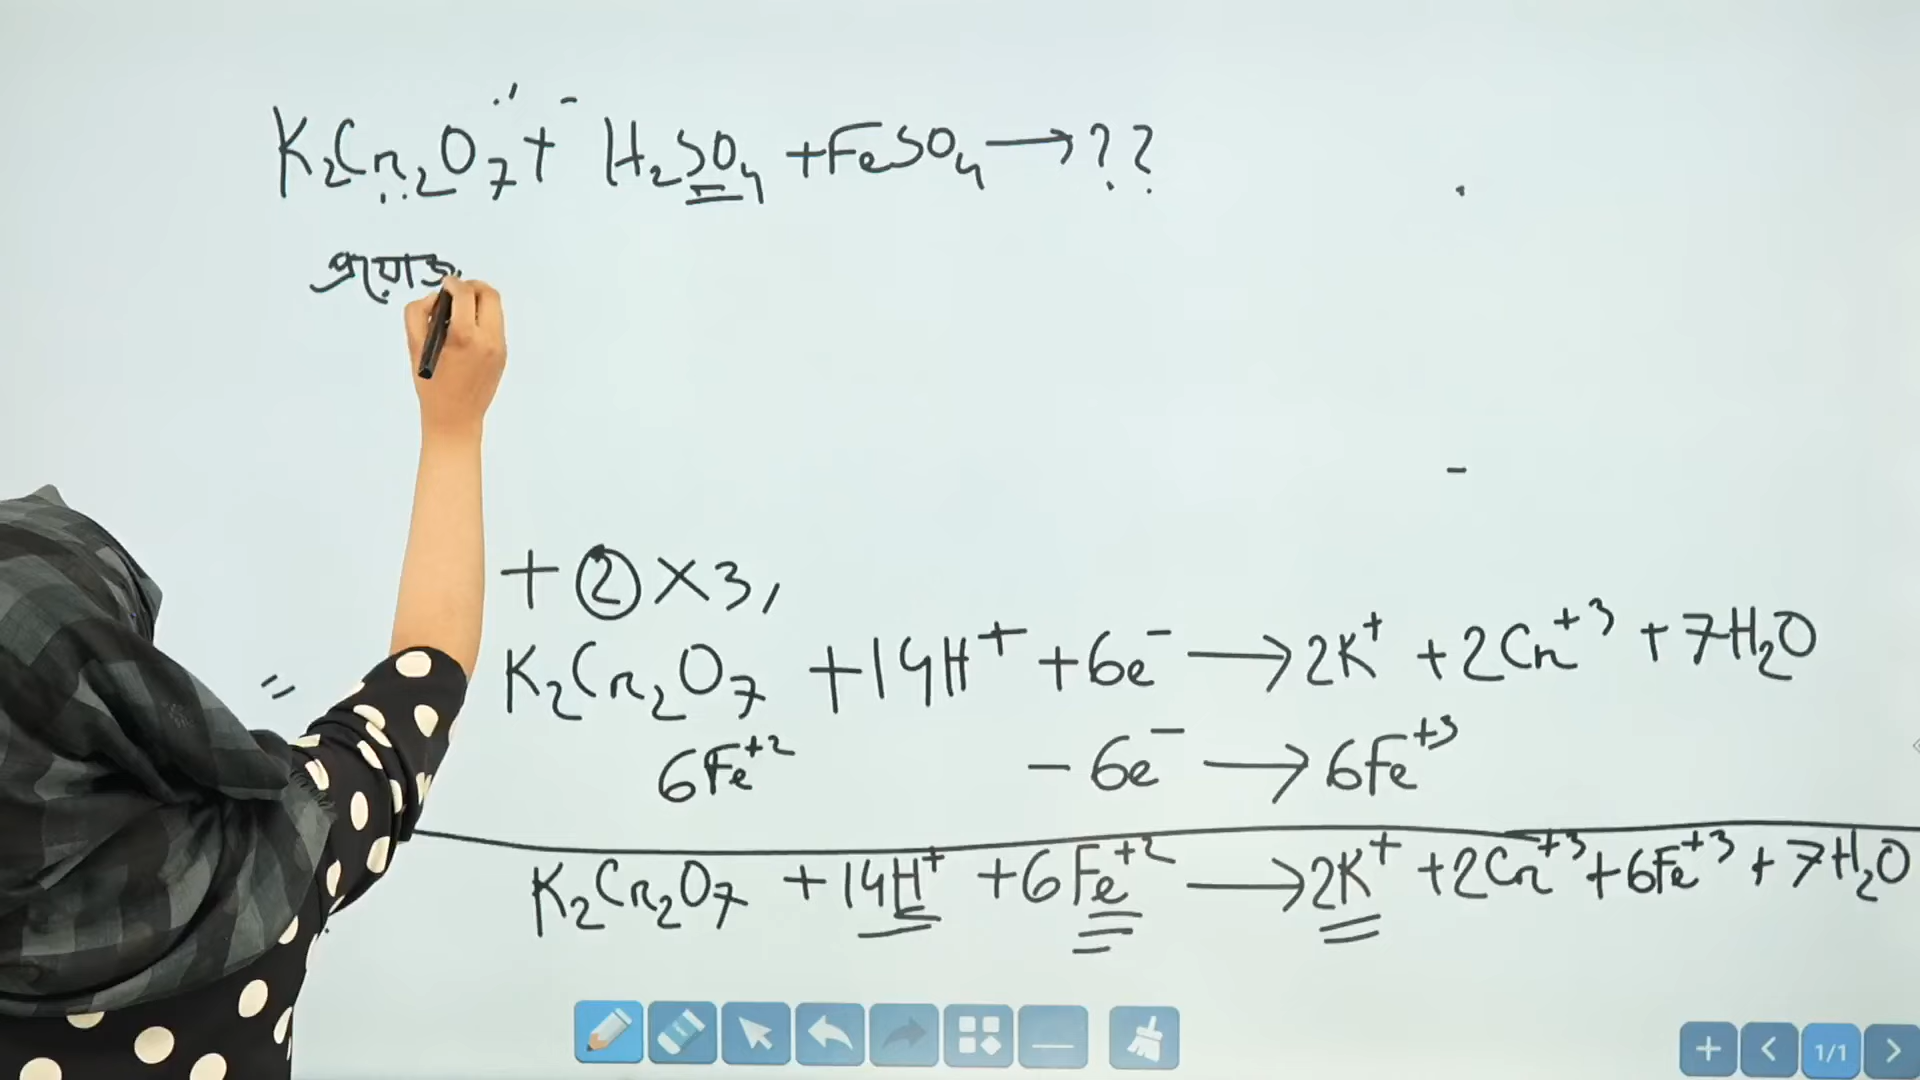 K₂Cr₂O₇ + H₂SO₄ + FeSO₄ → ??
+ ② × 3,
K₂Cr₂O₇ + 14H⁺ + 6e⁻ → 2K⁺ + 2Cr⁺³ + 7H₂O
6Fe⁺² - 6e⁻ → 6Fe⁺³
K₂Cr₂O₇ + 14H⁺ + 6Fe⁺² → 2K⁺ + 2Cr⁺³ + 6Fe⁺³ + 7H₂O
1/1